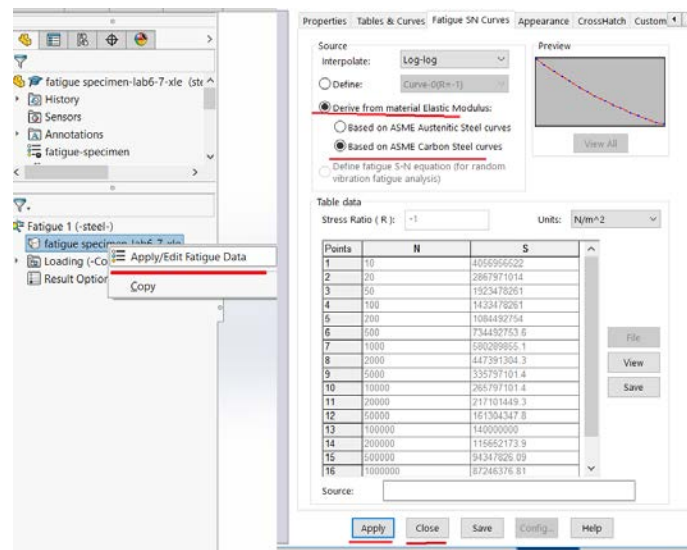 fatigue specimen-lab6-7-xle (ste
History
Sensors
Annotations
fatigue-specimen
Fatigue 1 (-steel-)
fatigue specimen-lab6-7-xle
Loading (-Co
Result Option
Apply/Edit Fatigue Data
Copy
Properties Tables & Curves Fatigue SN Curves Appearance CrossHatch Custom
Source
Interpolate: Log-log
Define: Curve-0(R=-1)
Derive from material Elastic Modulus:
Based on ASME Austenitic Steel curves
Based on ASME Carbon Steel curves
Define fatigue S-N equation (for random
vibration fatigue analysis)
Preview
View All
Table data
Stress Ratio ( R ): -1 Units: N/m^2
Points N S
1 10 4056956522
2 20 2867971014
3 50 1923478261
4 100 1433478261
5 200 1084492754
6 500 734492753.6
7 1000 580289855.1
8 2000 447391304.3
9 5000 335797101.4
10 10000 265797101.4
11 20000 217101449.3
12 50000 161304347.8
13 100000 140000000
14 200000 115652173.9
15 500000 94347826.09
16 1000000 87246376.81
File
View
Save
Source:
Apply Close Save Config... Help